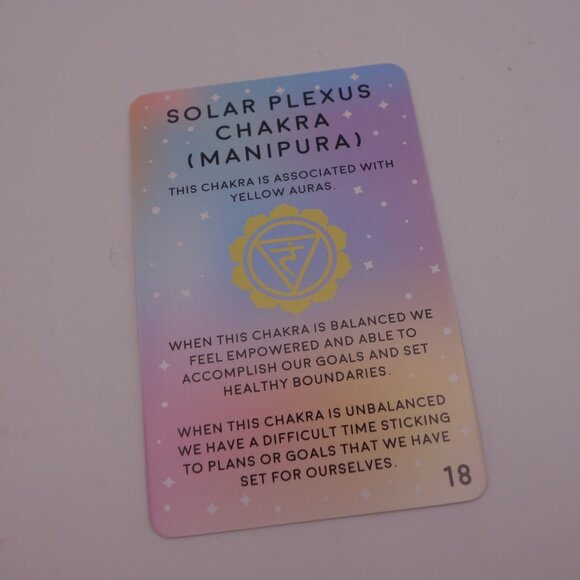 SOLAR PLEXUS
CHAKRA
(MANIPURA)
THIS CHAKRA IS ASSOCIATED WITH
YELLOW AURAS.
WHEN THIS CHAKRA IS BALANCED WE
FEEL EMPOWERED AND ABLE TO
ACCOMPLISH OUR GOALS AND SET
HEALTHY BOUNDARIES.
WHEN THIS CHAKRA IS UNBALANCED
WE HAVE A DIFFICULT TIME STICKING
TO PLANS OR GOALS THAT WE HAVE
SET FOR OURSELVES.
18